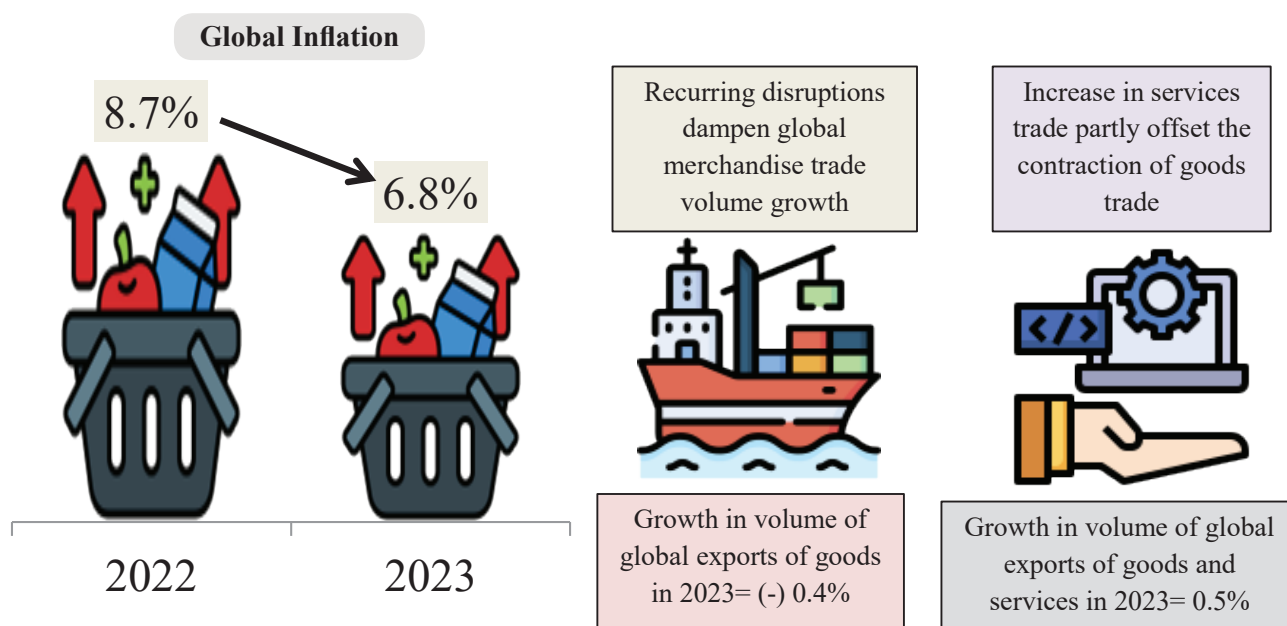 Global Inflation
8.7%
6.8%
2022
2023
Recurring disruptions
dampen global
merchandise trade
volume growth
Growth in volume of
global exports of goods
in 2023= (-) 0.4%
Increase in services
trade partly offset the
contraction of goods
trade
</>
Growth in volume of global
exports of goods and
services in 2023= 0.5%